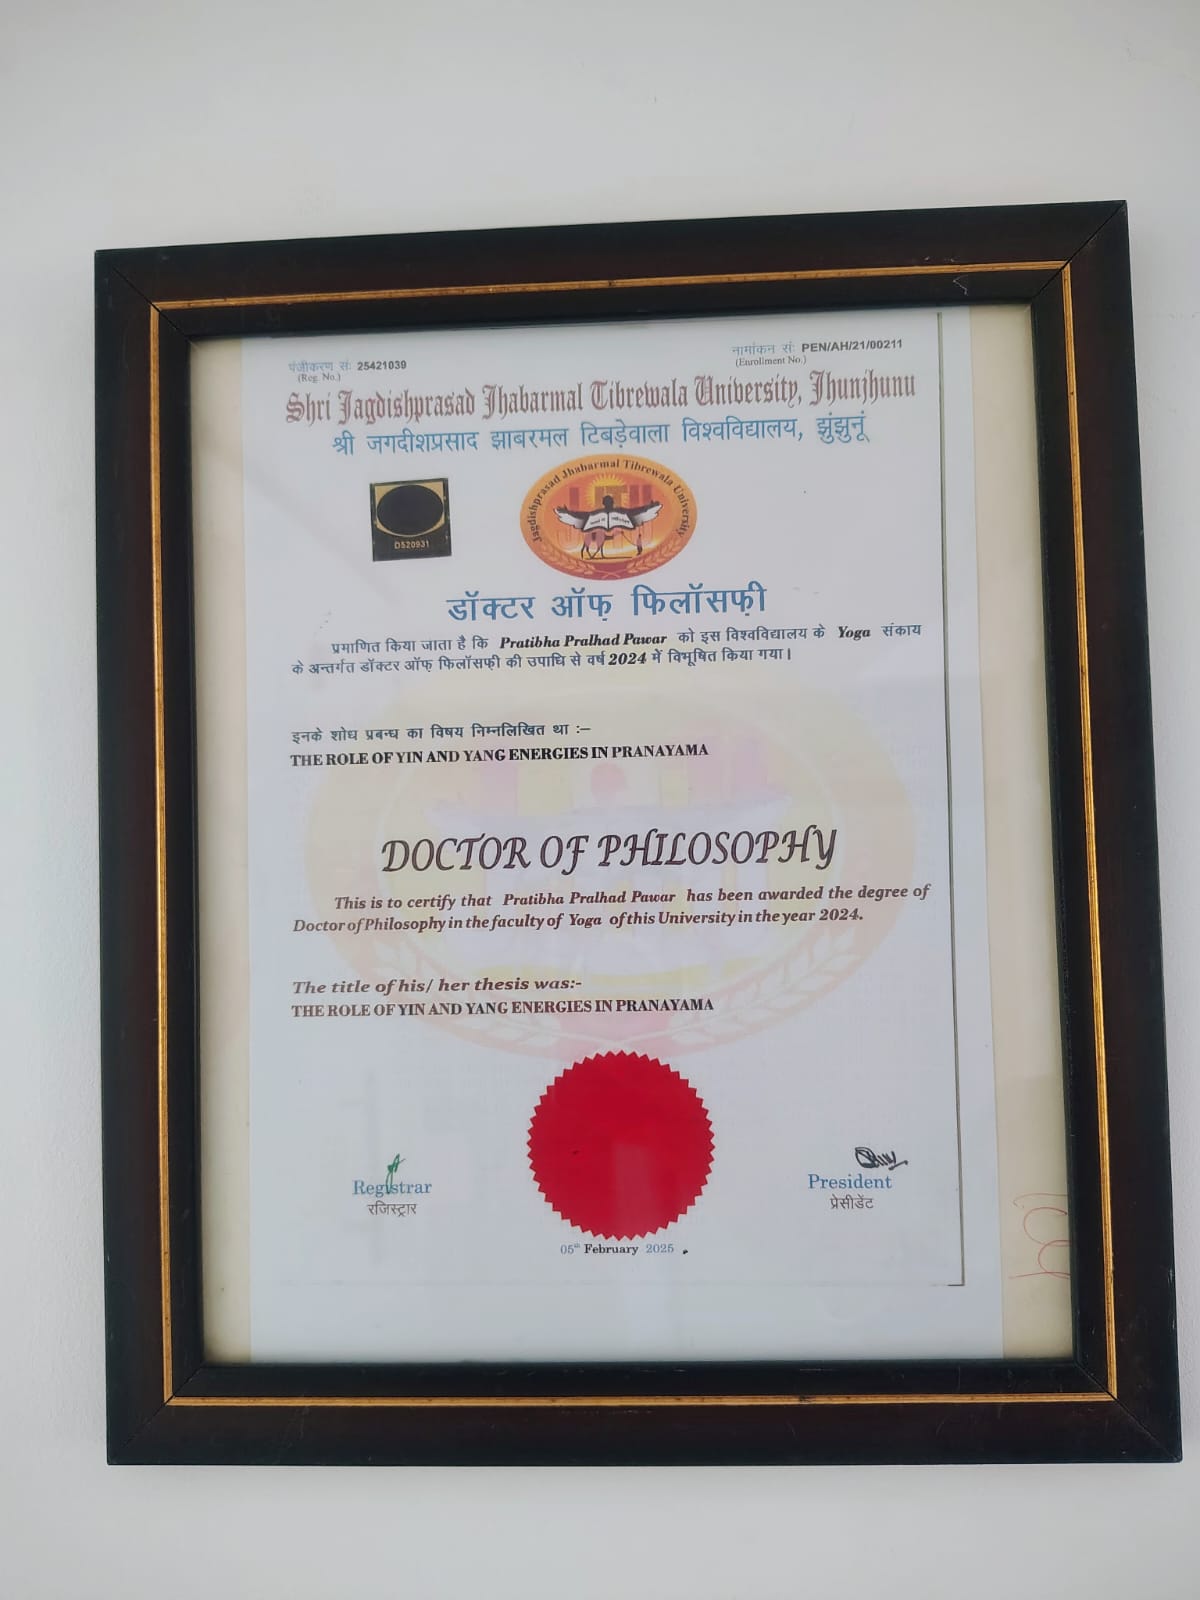 पंजीकरण सं: 25421039
(Reg. No.)
नामांकन सं: PEN/AH/21/00211
(Enrollment No.)
Shri Jagdishprasad Jhabarmal Tibrewala University, Jhunjhunu
श्री जगदीशप्रसाद झाबरमल टिबड़ेवाला विश्वविद्यालय, झुंझुनूं
Jagdishprasad Jhabarmal Tibrewala University
D520931
डॉक्टर ऑफ़ फिलॉसफ़ी
प्रमाणित किया जाता है कि Pratibha Pralhad Pawar को इस विश्वविद्यालय के Yoga संकाय
के अन्तर्गत डॉक्टर ऑफ़ फिलॉसफ़ी की उपाधि से वर्ष 2024 में विभूषित किया गया।
इनके शोध प्रबन्ध का विषय निम्नलिखित था :–
THE ROLE OF YIN AND YANG ENERGIES IN PRANAYAMA
DOCTOR OF PHILOSOPHY
This is to certify that Pratibha Pralhad Pawar has been awarded the degree of
Doctor of Philosophy in the faculty of Yoga of this University in the year 2024.
The title of his/ her thesis was:-
THE ROLE OF YIN AND YANG ENERGIES IN PRANAYAMA
Registrar
रजिस्ट्रार
President
प्रेसीडेंट
05th February 2025